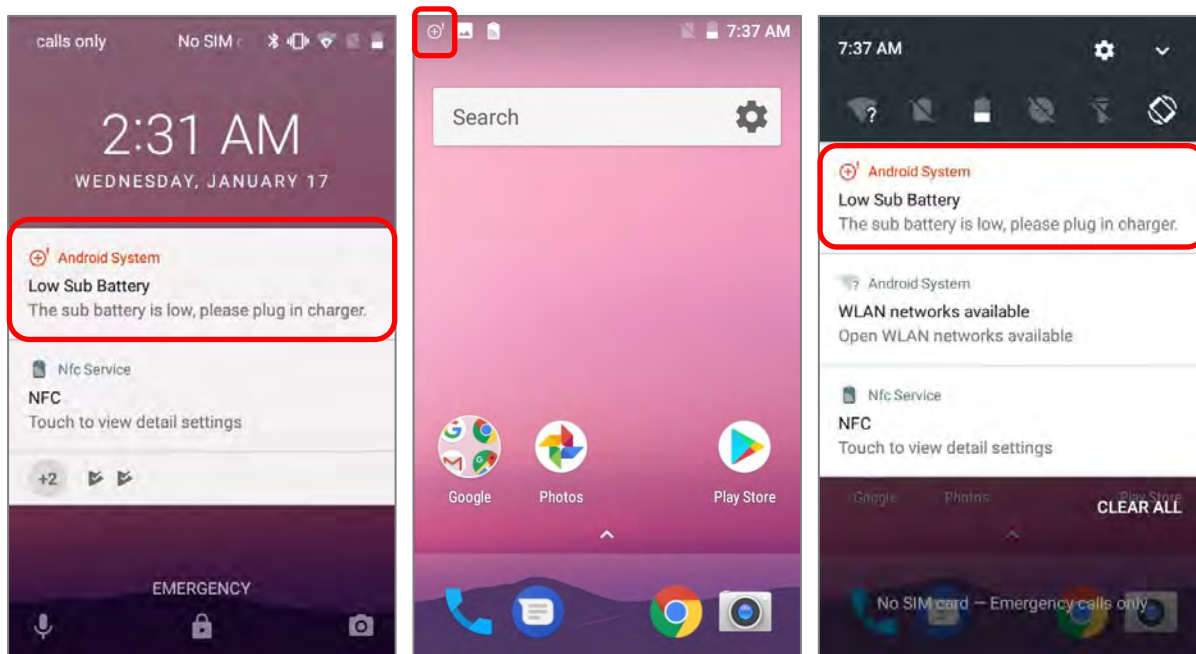 calls only No SIM c
2:31 AM
WEDNESDAY, JANUARY 17
Android System
Low Sub Battery
The sub battery is low, please plug in charger.
Nfc Service
NFC
Touch to view detail settings
+2
EMERGENCY
7:37 AM
Search
Google Photos Play Store
7:37 AM
Android System
Low Sub Battery
The sub battery is low, please plug in charger.
Android System
WLAN networks available
Open WLAN networks available
Nfc Service
NFC
Touch to view detail settings
Google Photos Play Store
CLEAR ALL
No SIM card — Emergency calls only